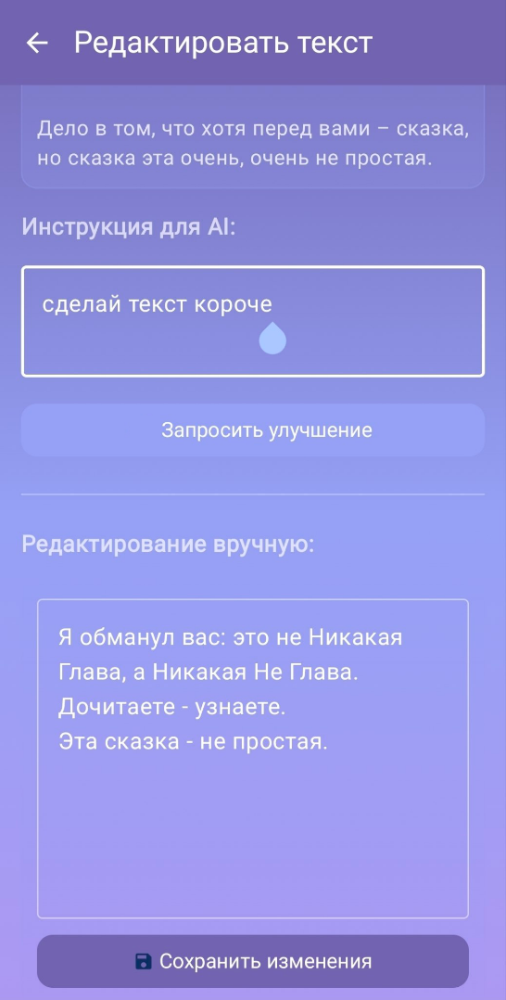 Редактировать текст
Дело в том, что хотя перед вами – сказка,
но сказка эта очень, очень не простая.
Инструкция для AI:
сделай текст короче
Запросить улучшение
Редактирование вручную:
Я обманул вас: это не Никакая
Глава, а Никакая Не Глава.
Дочитаете - узнаете.
Эта сказка - не простая.
Сохранить изменения